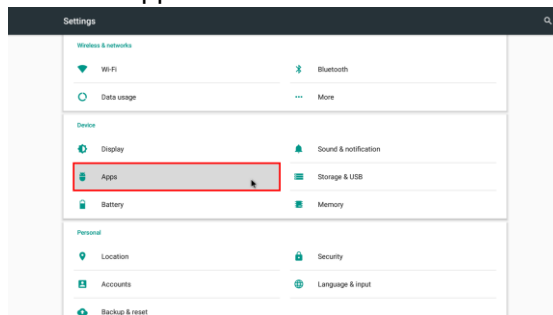 Settings
Wireless & networks
Wi-Fi
Bluetooth
Data usage
More
Device
Display
Sound & notification
Apps
Storage & USB
Battery
Memory
Personal
Location
Security
Accounts
Language & input
Backup & reset